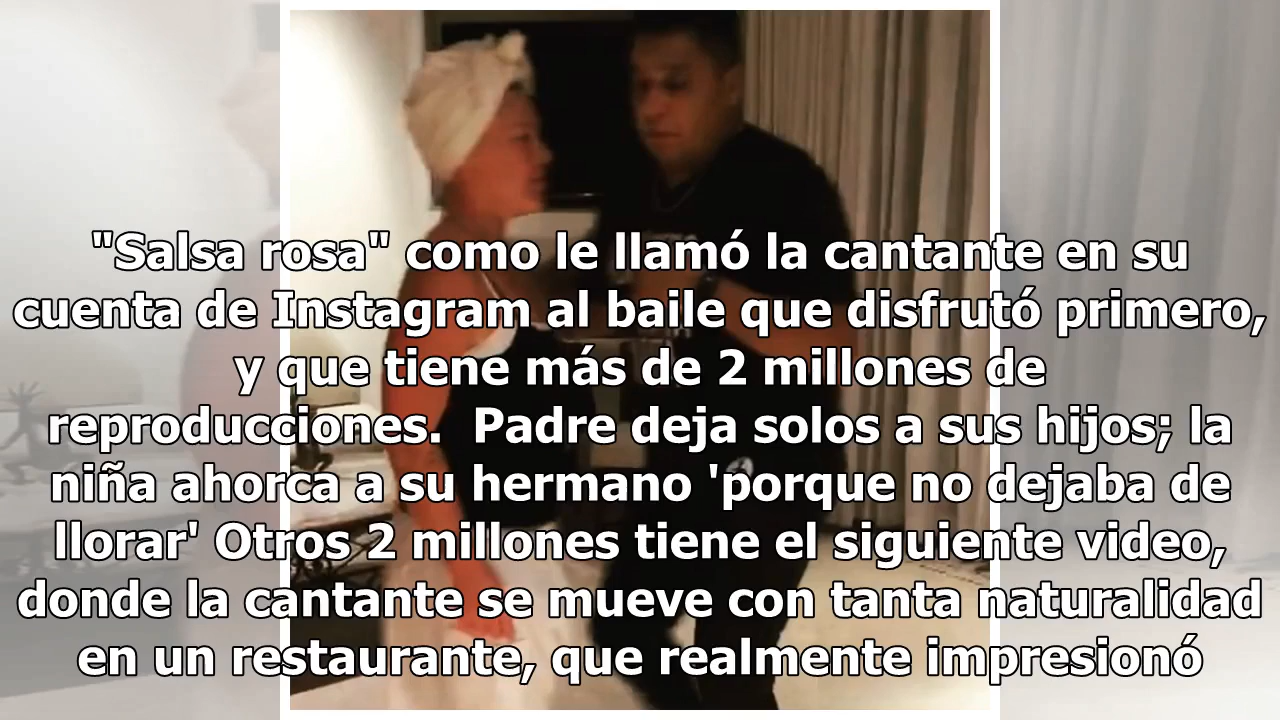 "Salsa rosa" como le llamó la cantante en su
cuenta de Instagram al baile que disfrutó primero,
y que tiene más de 2 millones de
reproducciones.  Padre deja solos a sus hijos; la
niña ahorca a su hermano 'porque no dejaba de
llorar' Otros 2 millones tiene el siguiente video,
donde la cantante se mueve con tanta naturalidad
en un restaurante, que realmente impresionó